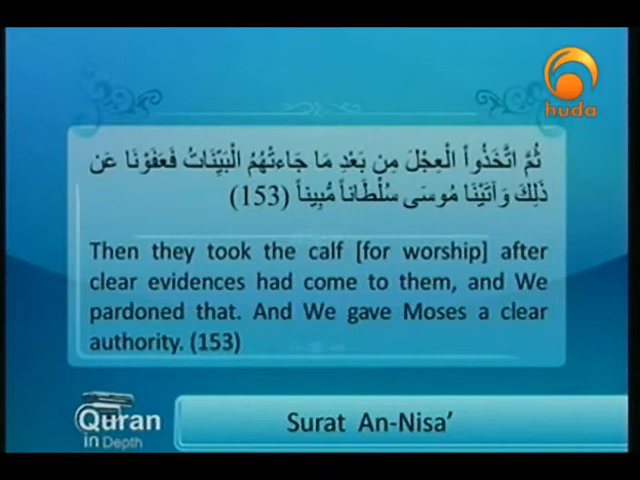 huda
ثُمَّ اتَّخَذُواْ الْعِجْلَ مِن بَعْدِ مَا جَاءتْهُمُ الْبَيِّنَاتُ فَعَفَوْنَا عَن
ذَلِكَ وَآتَيْنَا مُوسَى سُلْطَاناً مُّبِيناً (153)
Then they took the calf [for worship] after
clear evidences had come to them, and We
pardoned that. And We gave Moses a clear
authority. (153)
Quran
in Depth
Surat An-Nisa’